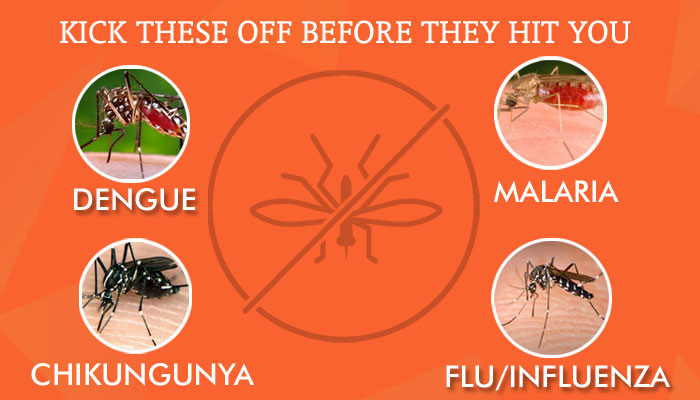 KICK THESE OFF BEFORE THEY HIT YOU
DENGUE
MALARIA
CHIKUNGUNYA
FLU/INFLUENZA